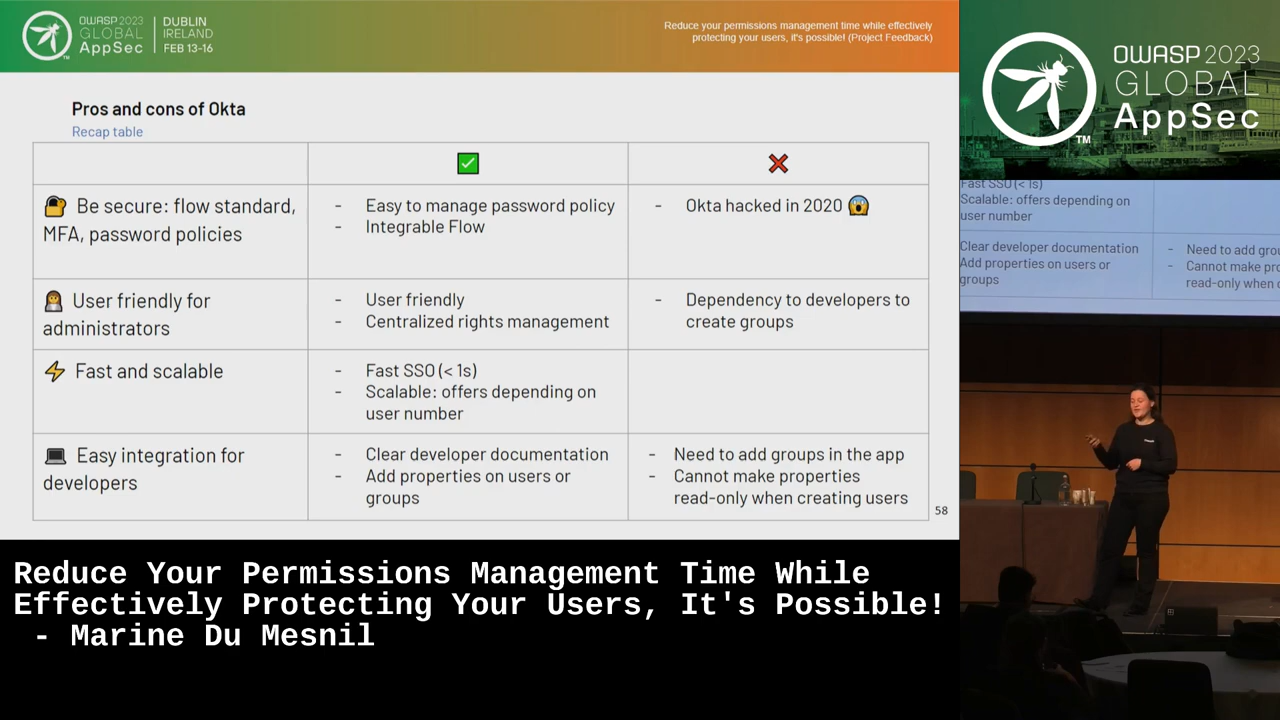 OWASP 2023
GLOBAL
AppSec
TM
DUBLIN
IRELAND
FEB 13-16
Reduce your permissions management time while effectively
protecting your users, it's possible! (Project Feedback)
Pros and cons of Okta
Recap table
Be secure: flow standard,
MFA, password policies
- Easy to manage password policy
- Integrable Flow
- Okta hacked in 2020
User friendly for
administrators
- User friendly
- Centralized rights management
- Dependency to developers to
create groups
Fast and scalable
- Fast SSO (< 1s)
- Scalable: offers depending on
user number
Easy integration for
developers
- Clear developer documentation
- Add properties on users or
groups
- Need to add groups in the app
- Cannot make properties
read-only when creating users
58
OWASP 2023
GLOBAL
AppSec
TM
Fast SSO (< 1s)
Scalable: offers depending on
user number
Clear developer documentation
Add properties on users or
groups
- Need to add grou
- Cannot make pro
read-only when c
Reduce Your Permissions Management Time While
Effectively Protecting Your Users, It's Possible!
- Marine Du Mesnil